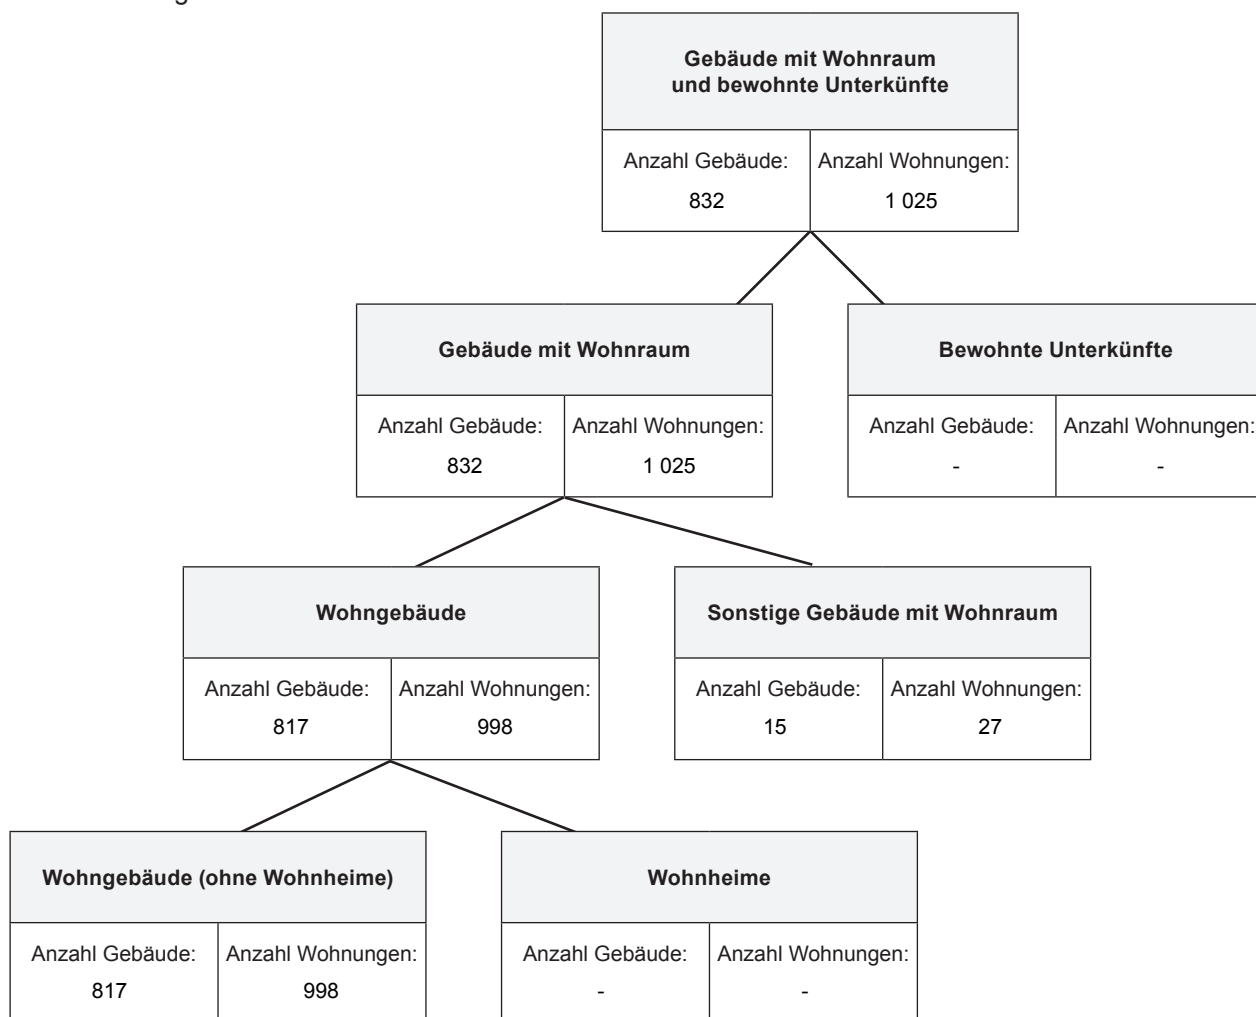 Gebäude mit Wohnraum
und bewohnte Unterkünfte
Anzahl Gebäude: Anzahl Wohnungen:
832 1 025
Gebäude mit Wohnraum
Anzahl Gebäude: Anzahl Wohnungen:
832 1 025
Bewohnte Unterkünfte
Anzahl Gebäude: Anzahl Wohnungen:
- -
Wohngebäude
Anzahl Gebäude: Anzahl Wohnungen:
817 998
Sonstige Gebäude mit Wohnraum
Anzahl Gebäude: Anzahl Wohnungen:
15 27
Wohngebäude (ohne Wohnheime)
Anzahl Gebäude: Anzahl Wohnungen:
817 998
Wohnheime
Anzahl Gebäude: Anzahl Wohnungen:
- -